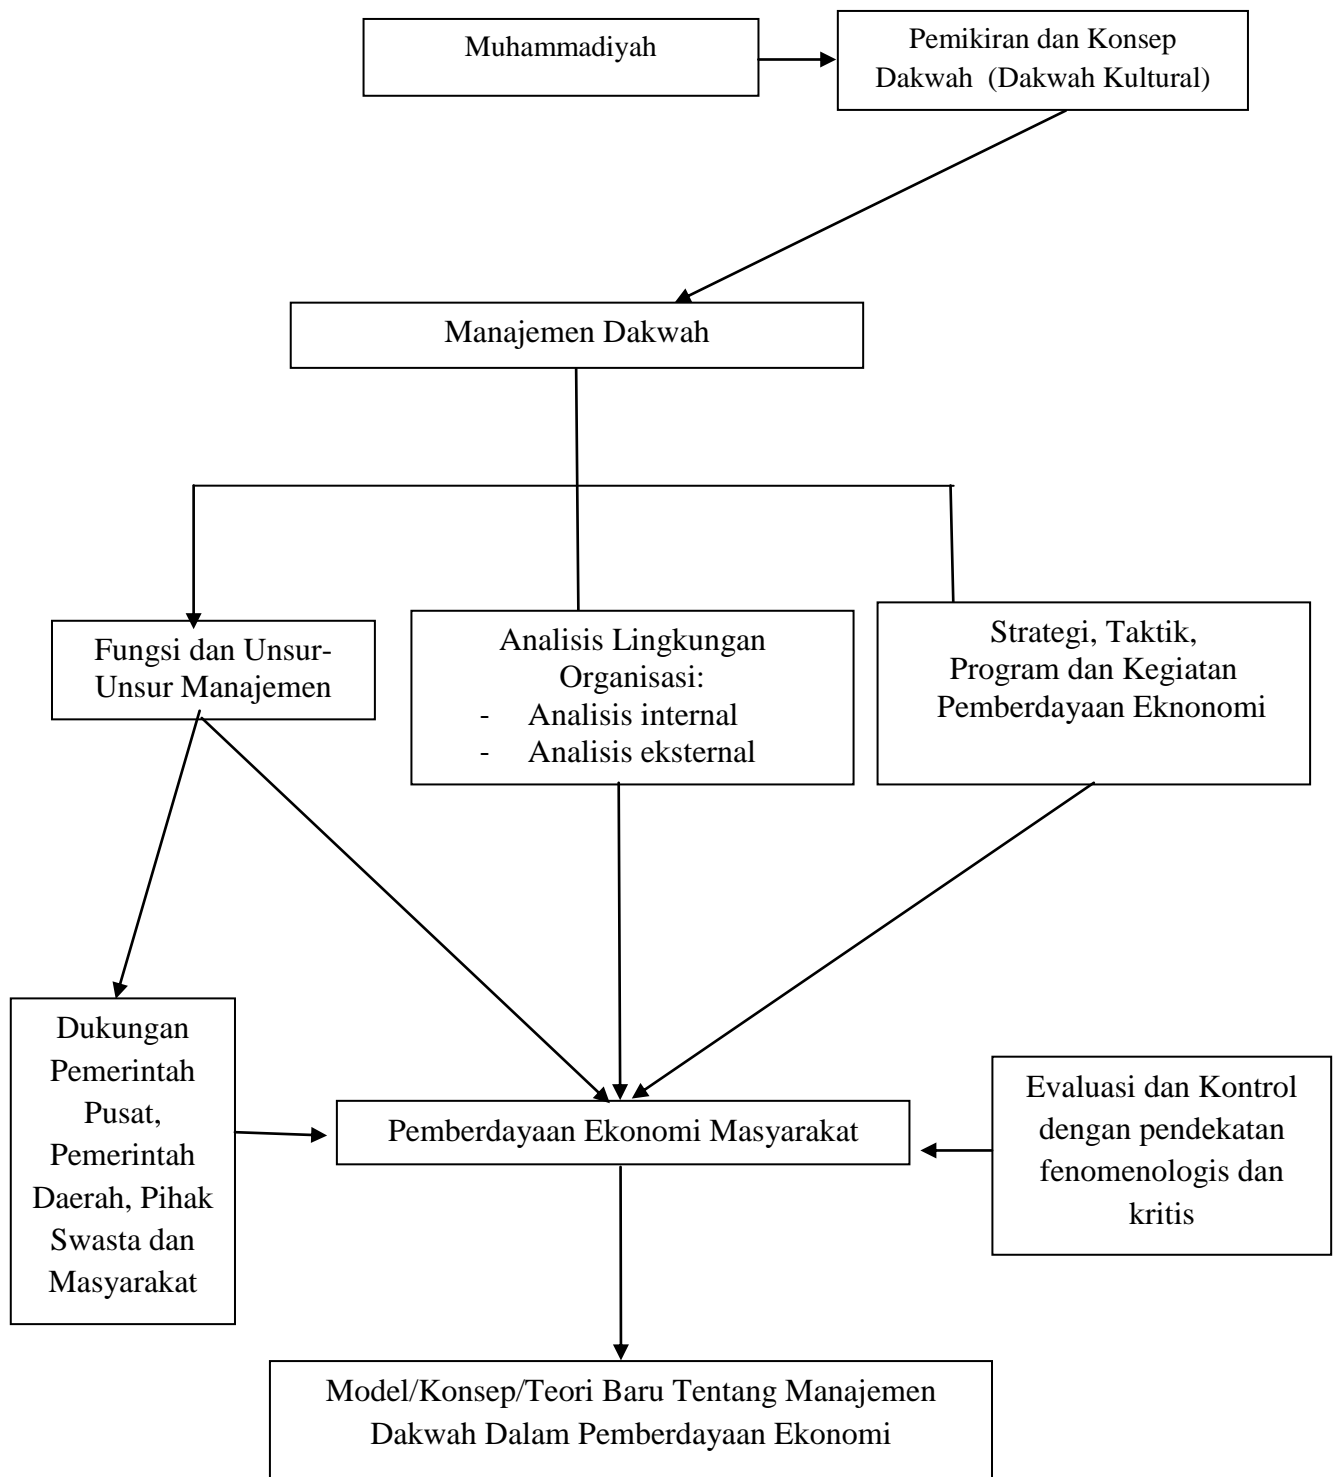 Muhammadiyah
Pemikiran dan Konsep
Dakwah (Dakwah Kultural)
Manajemen Dakwah
Fungsi dan Unsur-
Unsur Manajemen
Analisis Lingkungan
Organisasi:
- Analisis internal
- Analisis eksternal
Strategi, Taktik,
Program dan Kegiatan
Pemberdayaan Eknonomi
Dukungan
Pemerintah
Pusat,
Pemerintah
Daerah, Pihak
Swasta dan
Masyarakat
Pemberdayaan Ekonomi Masyarakat
Evaluasi dan Kontrol
dengan pendekatan
fenomenologis dan
kritis
Model/Konsep/Teori Baru Tentang Manajemen
Dakwah Dalam Pemberdayaan Ekonomi